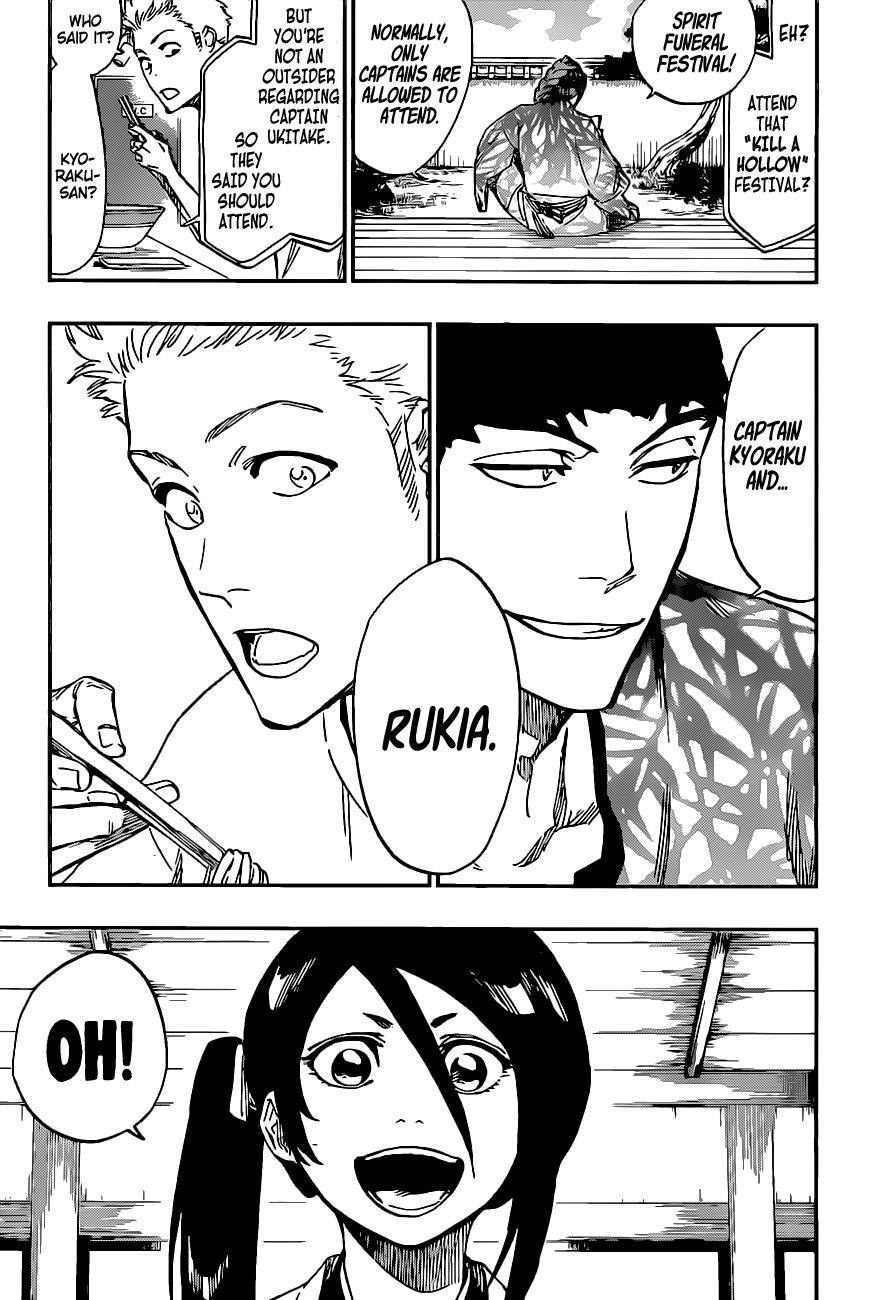 EH?
ATTEND
THAT
"KILL A
HOLLOW"
FESTIVAL?
SPIRIT
FUNERAL
FESTIVAL!
NORMALLY,
ONLY
CAPTAINS ARE
ALLOWED TO
ATTEND.
BUT
YOU'RE
NOT AN
OUTSIDER
REGARDING
CAPTAIN
UKITAKE.
SO
THEY
SAID YOU
SHOULD
ATTEND.
WHO
SAID IT?
KYO-
RAKU-
SAN?
CAPTAIN
KYORAKU
AND...
RUKIA.
OH!